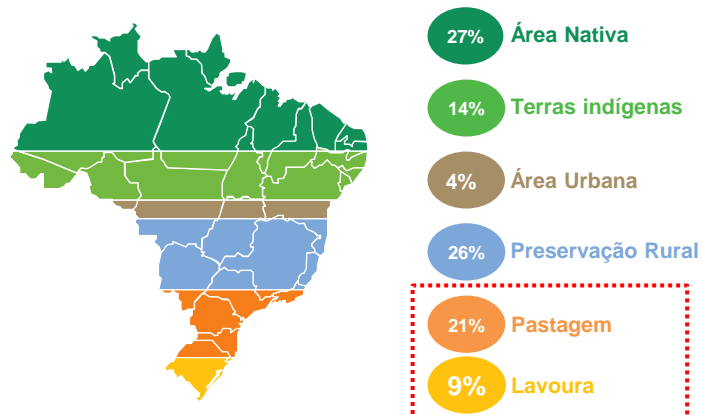 27% Área Nativa
14% Terras indígenas
4% Área Urbana
26% Preservação Rural
21% Pastagem
9% Lavoura